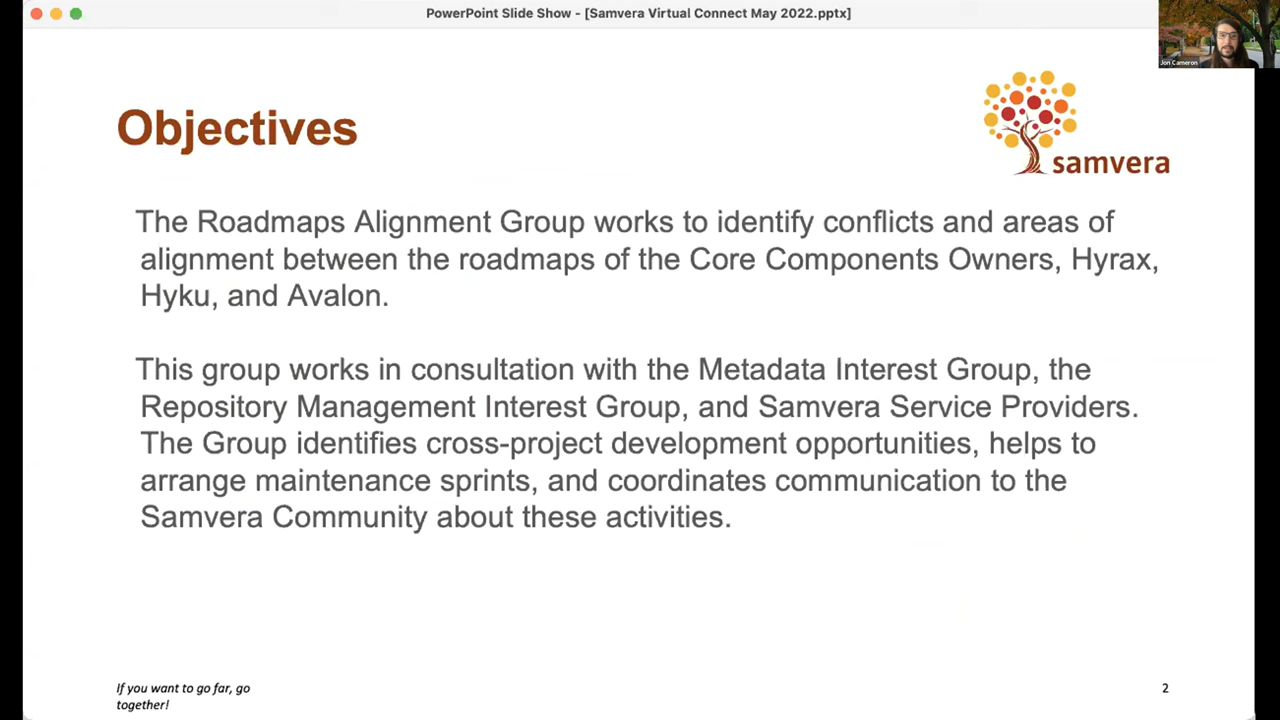 PowerPoint Slide Show - [Samvera Virtual Connect May 2022.pptx]
Jon Cameron
samvera
Objectives
The Roadmaps Alignment Group works to identify conflicts and areas of
alignment between the roadmaps of the Core Components Owners, Hyrax,
Hyku, and Avalon.
This group works in consultation with the Metadata Interest Group, the
Repository Management Interest Group, and Samvera Service Providers.
The Group identifies cross-project development opportunities, helps to
arrange maintenance sprints, and coordinates communication to the
Samvera Community about these activities.
If you want to go far, go
together!
2